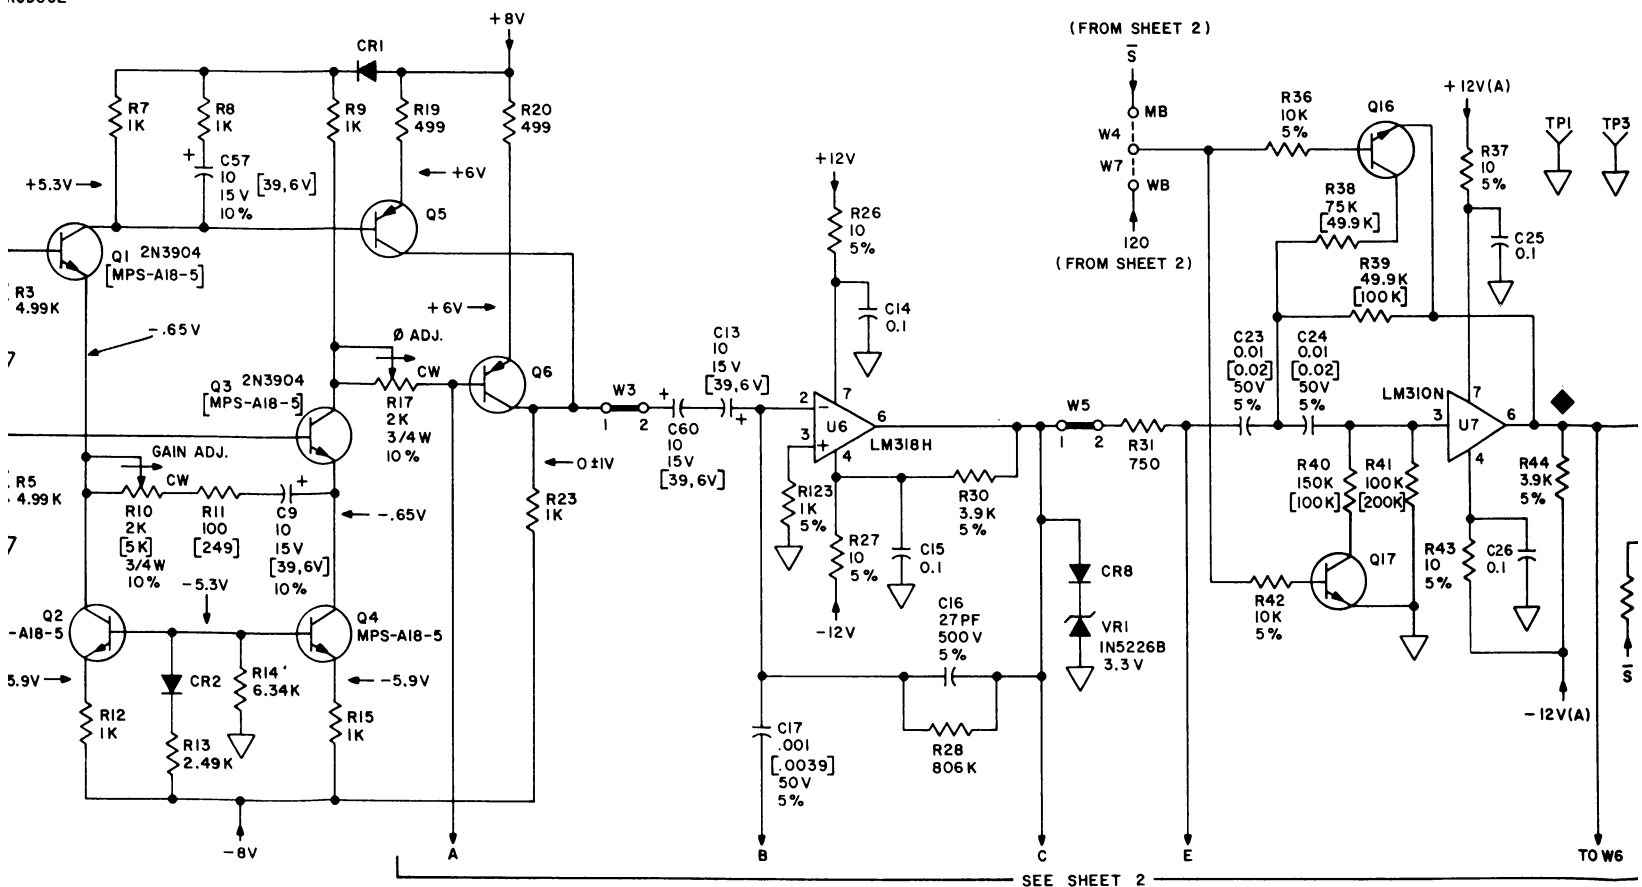 +8V
CR1
R7
1K
R8
1K
R9
1K
R19
499
R20
499
+
C57
10
15V
10%
[39,6V]
+5.3V
+6V
Q5
Q1 2N3904
[MPS-A18-5]
R3
4.99K
-.65V
+6V
Ø ADJ.
CW
Q3 2N3904
[MPS-A18-5]
R17
2K
3/4W
10%
Q6
GAIN ADJ.
CW
R5
4.99K
R10
2K
[5K]
3/4W
10%
R11
100
[249]
+
C9
10
15V
[39,6V]
10%
-.65V
-5.3V
Q2
-A18-5
Q4
MPS-A18-5
5.9V
-5.9V
CR2
R14
6.34K
R12
1K
R13
2.49K
R15
1K
-8V
A
W3
1
2
0±1V
R23
1K
+
C60
10
15V
[39,6V]
C13
10
15V
[39,6V]
+
+12V
R26
10
5%
C14
0.1
7
2
-
3
+
4
6
U6
LM318H
R123
1K
5%
R27
10
5%
-12V
C15
0.1
R30
3.9K
5%
W5
1
2
R31
750
CR8
VR1
1N5226B
3.3V
C16
27PF
500V
5%
R28
806K
C17
.001
[.0039]
50V
5%
B
C
E
(FROM SHEET 2)
S̅
MB
W4
W7
WB
120
(FROM SHEET 2)
R36
10K
5%
Q16
R38
75K
[49.9K]
R39
49.9K
[100K]
C23
0.01
[0.02]
50V
5%
C24
0.01
[0.02]
50V
5%
+12V(A)
R37
10
5%
C25
0.1
TP1
TP3
LM310N
7
3
U7
6
4
R40
150K
[100K]
R41
100K
[200K]
Q17
R42
10K
5%
R43
10
5%
C26
0.1
R44
3.9K
5%
-12V(A)
S̅
TO W6
SEE SHEET 2